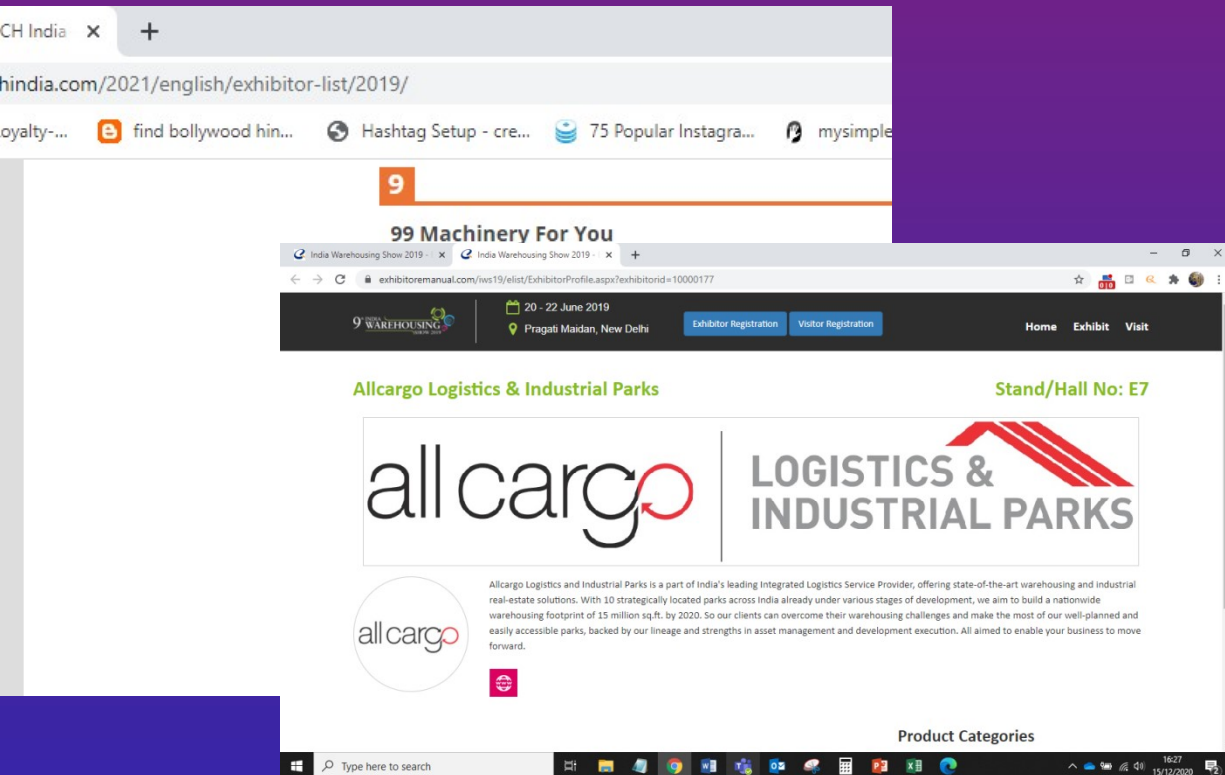 CH India
hindia.com/2021/english/exhibitor-list/2019/
oyalty-... find bollywood hin... Hashtag Setup - cre... 75 Popular Instagra... mysimple
9
99 Machinery For You
India Warehousing Show 2019 - India Warehousing Show 2019 -
exhibitoremanual.com/iws19/elist/ExhibitorProfile.aspx?exhibitorid=10000177
9 WAREHOUSING
20 - 22 June 2019
Pragati Maidan, New Delhi
Exhibitor Registration Visitor Registration
Home Exhibit Visit
Allcargo Logistics & Industrial Parks Stand/Hall No: E7
allcargo
LOGISTICS &
INDUSTRIAL PARKS
allcargo
Allcargo Logistics and Industrial Parks is a part of India's leading Integrated Logistics Service Provider, offering state-of-the-art warehousing and industrial
real-estate solutions. With 10 strategically located parks across India already under various stages of development, we aim to build a nationwide
warehousing footprint of 15 million sq.ft. by 2020. So our clients can overcome their warehousing challenges and make the most of our well-planned and
easily accessible parks, backed by our lineage and strengths in asset management and development execution. All aimed to enable your business to move
forward.
Product Categories
Type here to search
16:27
15/12/2020